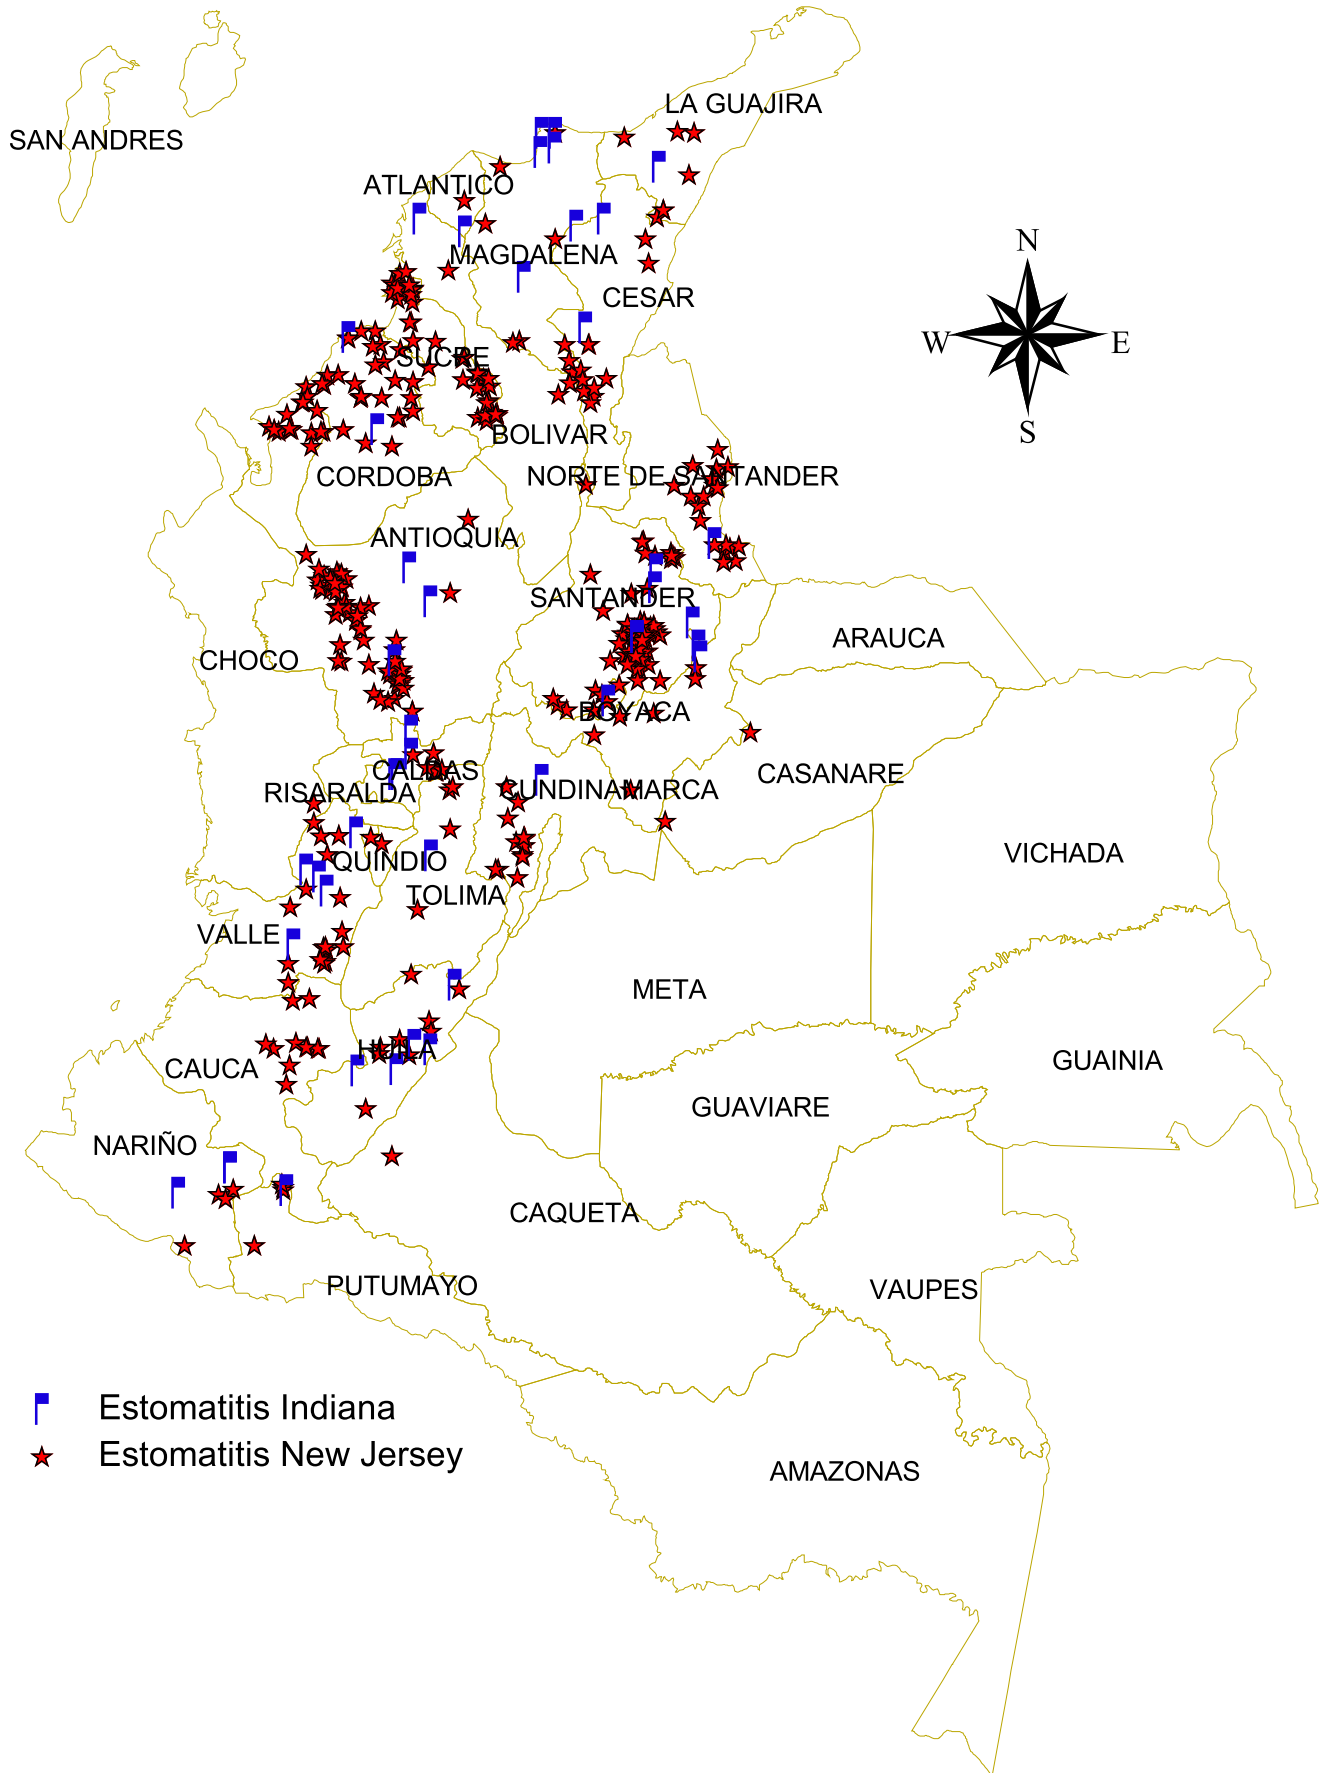 LA GUAJIRA
SAN ANDRES
ATLANTICO
MAGDALENA
CESAR
N
W
E
S
SUCRE
BOLIVAR
CORDOBA
NORTE DE SANTANDER
ANTIOQUIA
SANTANDER
ARAUCA
CHOCO
BOYACA
CALDAS
CASANARE
RISARALDA
CUNDINAMARCA
QUINDIO
VICHADA
TOLIMA
VALLE
META
HUILA
CAUCA
GUAINIA
GUAVIARE
NARIÑO
CAQUETA
PUTUMAYO
VAUPES
Estomatitis Indiana
Estomatitis New Jersey
AMAZONAS